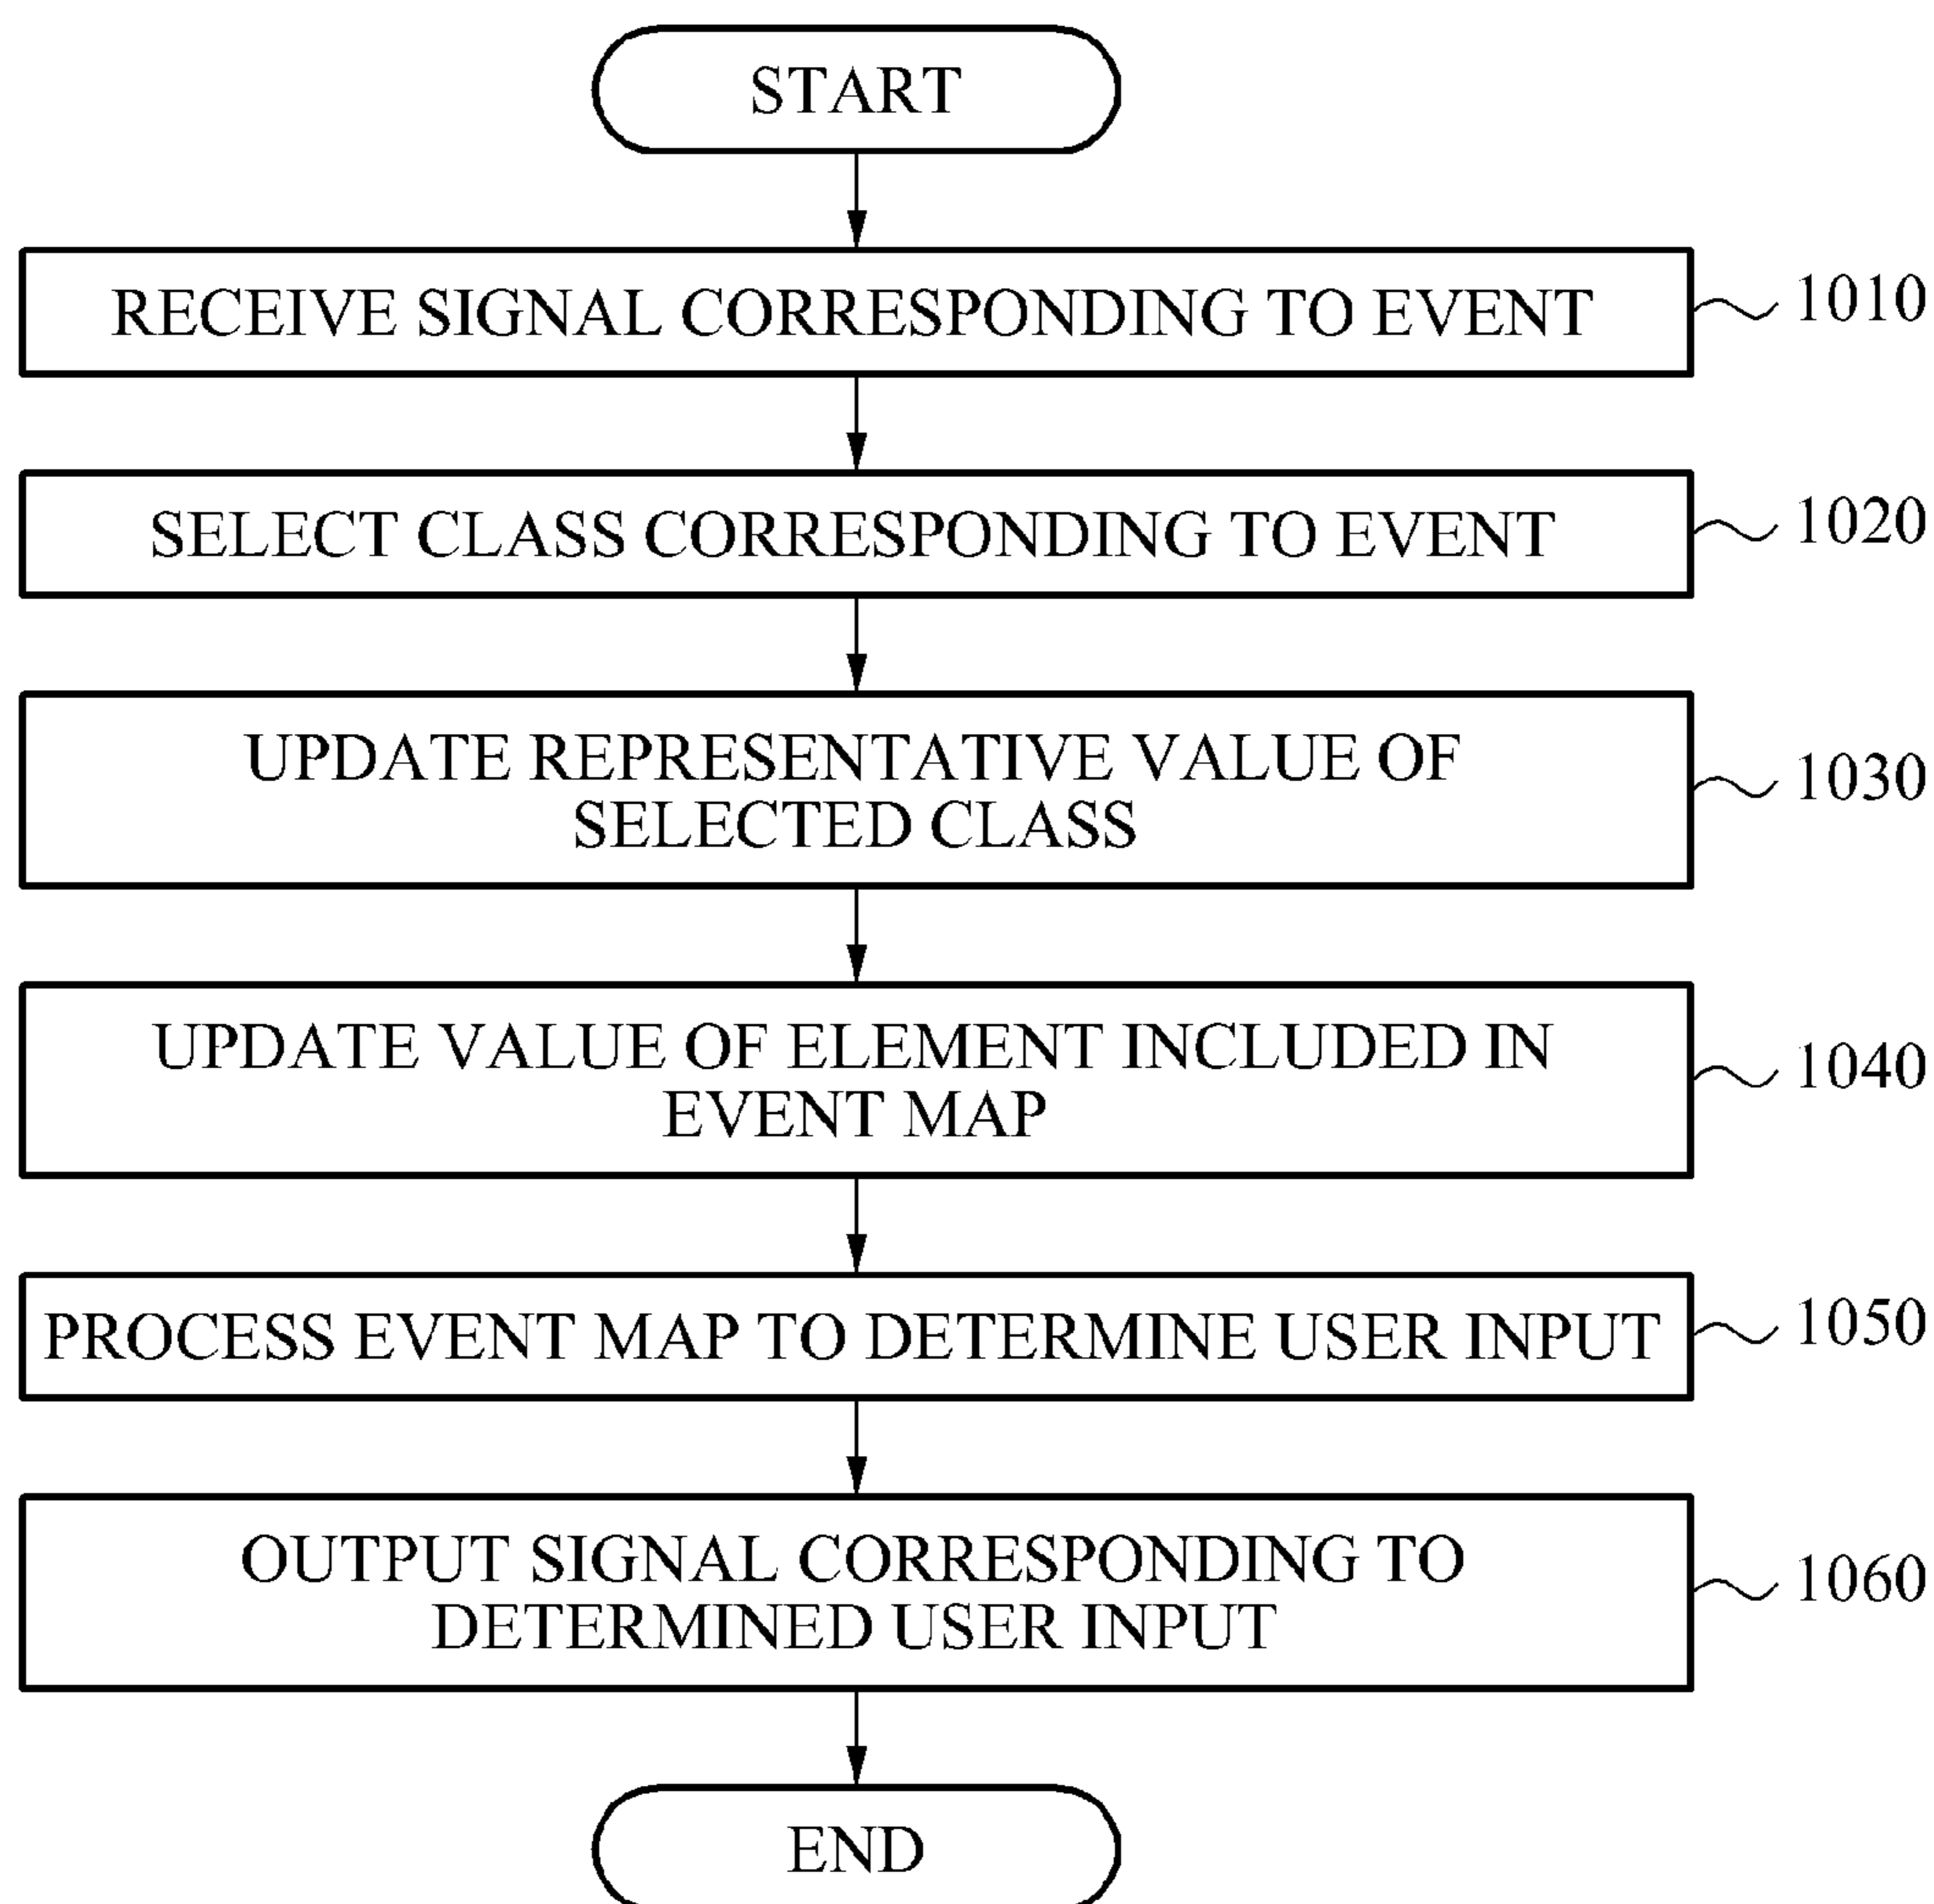 START
RECEIVE SIGNAL CORRESPONDING TO EVENT
1010
SELECT CLASS CORRESPONDING TO EVENT
1020
UPDATE REPRESENTATIVE VALUE OF
SELECTED CLASS
1030
UPDATE VALUE OF ELEMENT INCLUDED IN
EVENT MAP
1040
PROCESS EVENT MAP TO DETERMINE USER INPUT
1050
OUTPUT SIGNAL CORRESPONDING TO
DETERMINED USER INPUT
1060
END